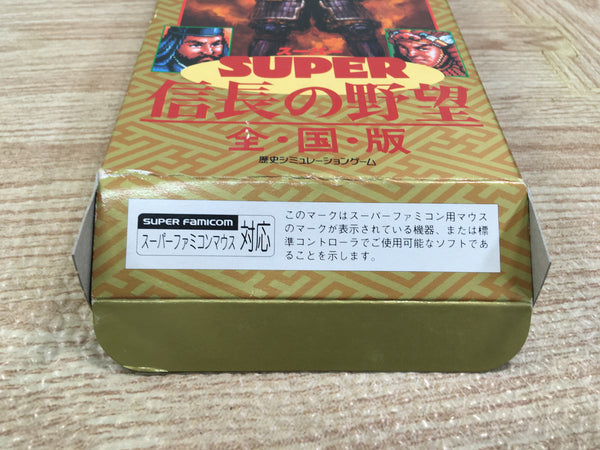 スー
SUPER
信長の野望
全・国・版
歴史シミュレーションゲーム
SUPER FAMICOM
スーパーファミコンマウス 対応
このマークはスーパーファミコン用マウス
のマークが表示されている機器、または標
準コントローラでご使用可能なソフトであ
ることを示します。